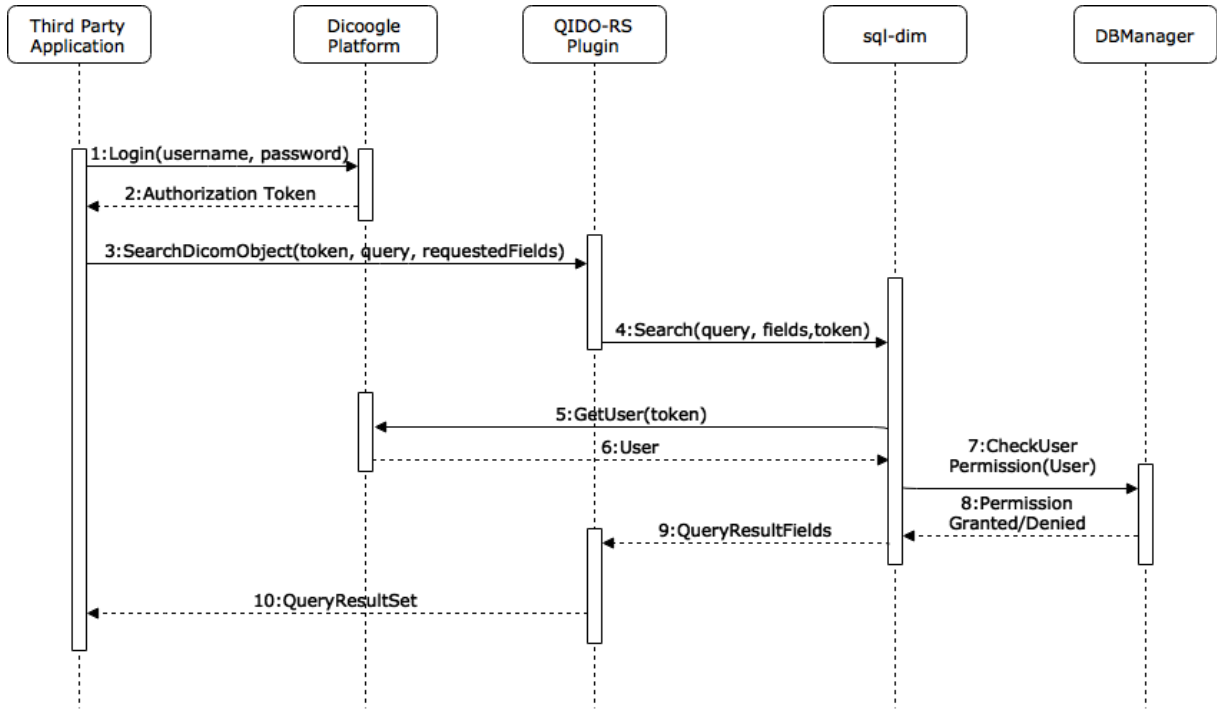 Third Party
Application
Dicoogle
Platform
QIDO-RS
Plugin
sql-dim
DBManager
1:Login(username, password)
2:Authorization Token
3:SearchDicomObject(token, query, requestedFields)
4:Search(query, fields,token)
5:GetUser(token)
6:User
7:CheckUser
Permission(User)
8:Permission
Granted/Denied
9:QueryResultFields
10:QueryResultSet